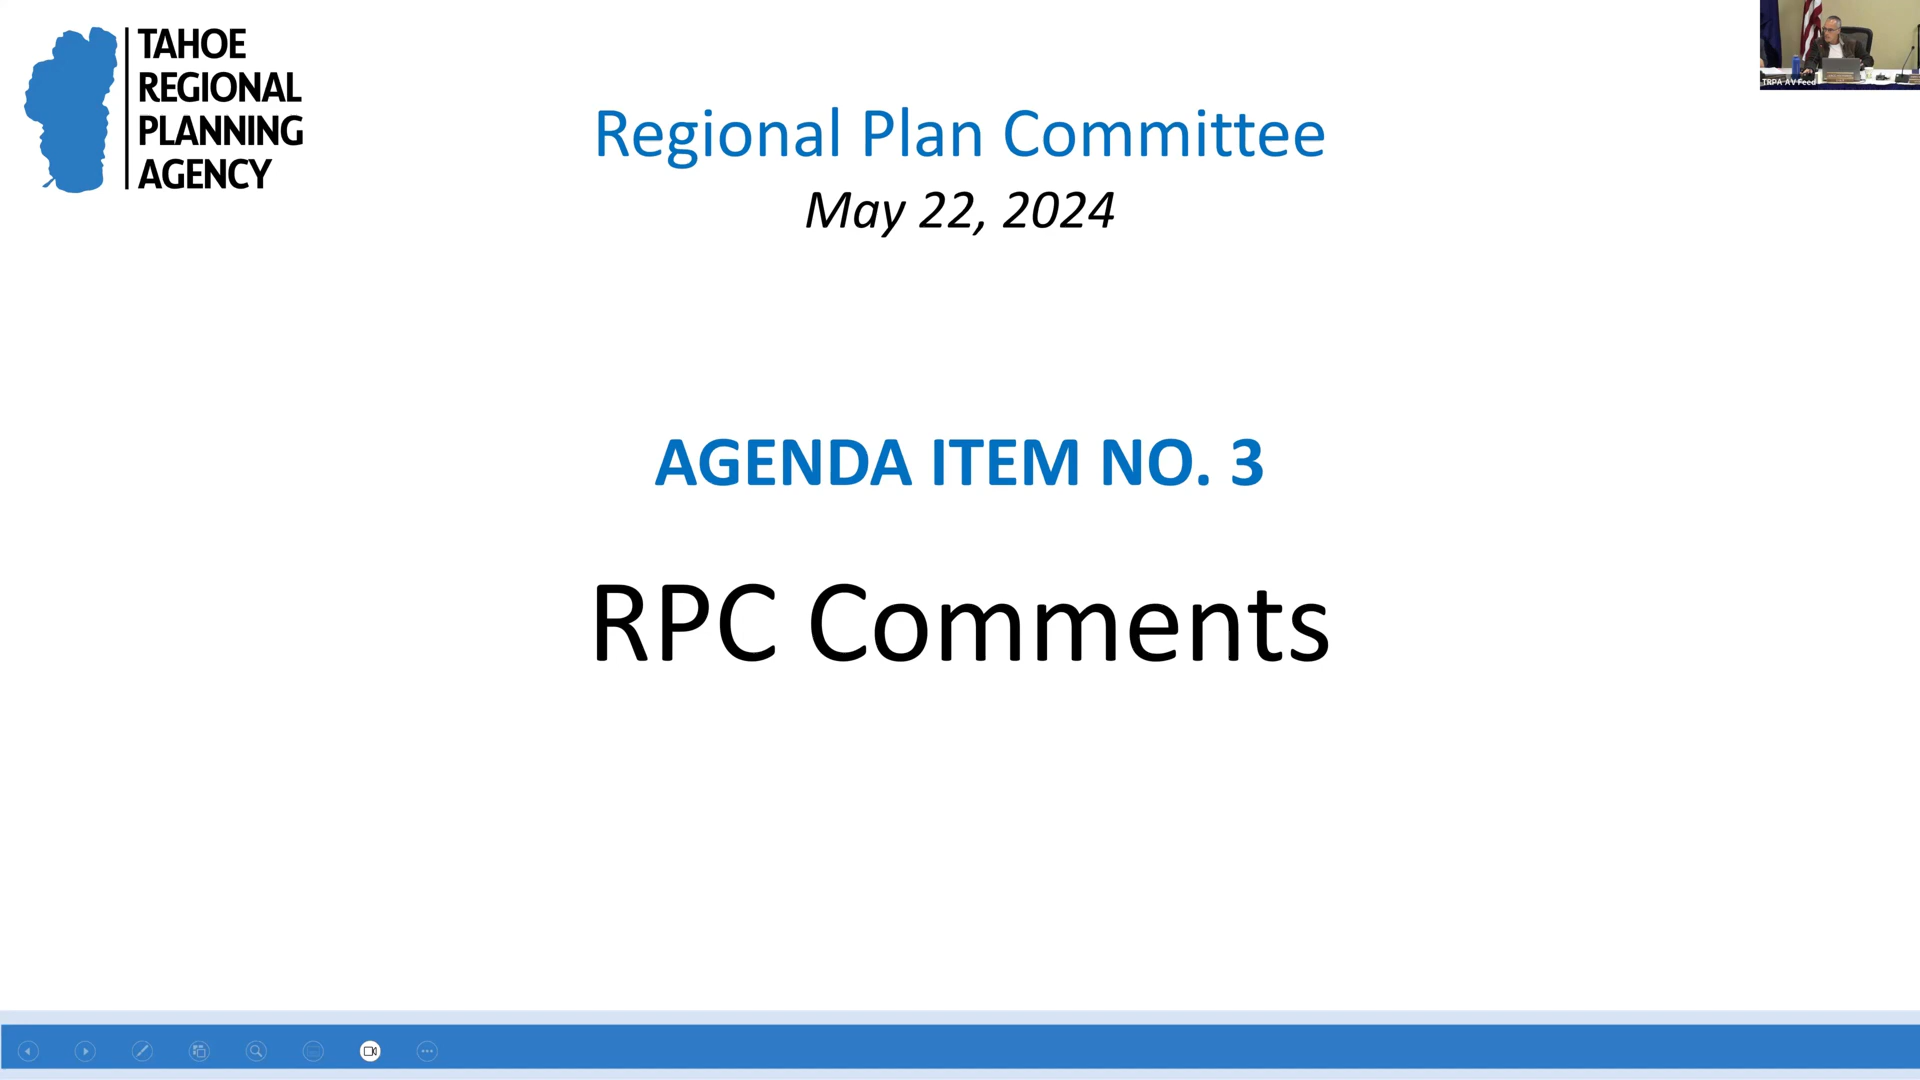 TAHOE
REGIONAL
PLANNING
AGENCY
TRPA AV Feed
Regional Plan Committee
May 22, 2024
AGENDA ITEM NO. 3
RPC Comments